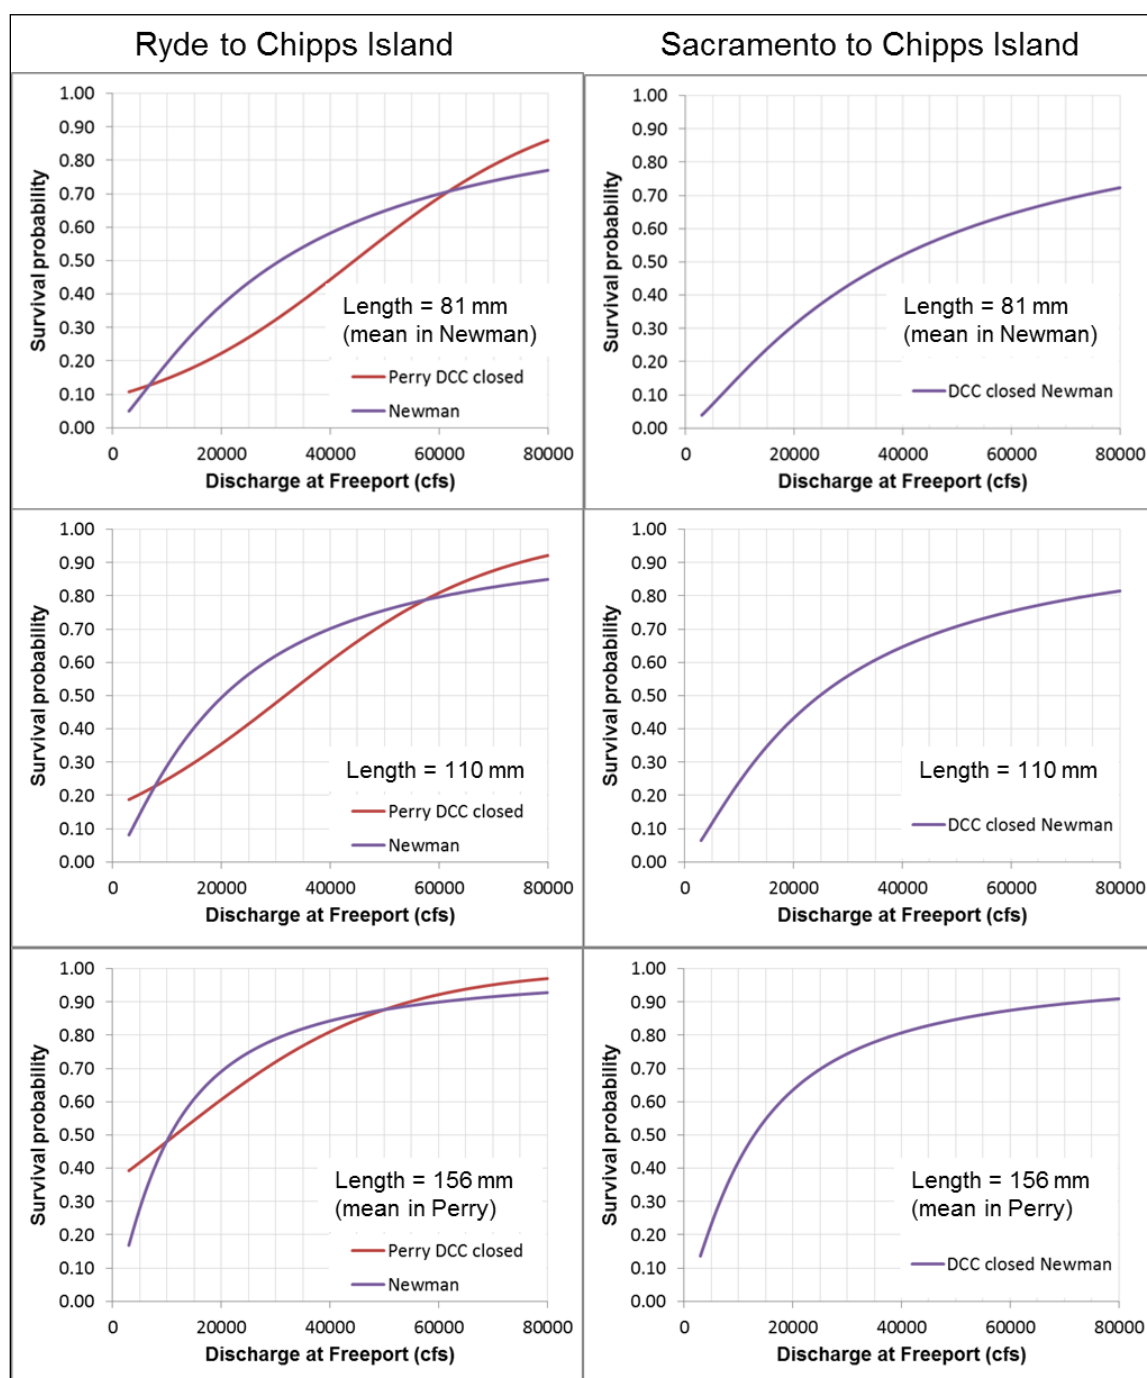 Ryde to Chipps Island
Sacramento to Chipps Island
1.00
0.90
0.80
0.70
0.60
0.50
0.40
0.30
0.20
0.10
0.00
Survival probability
Length = 81 mm
(mean in Newman)
Perry DCC closed
Newman
0 20000 40000 60000 80000
Discharge at Freeport (cfs)
1.00
0.90
0.80
0.70
0.60
0.50
0.40
0.30
0.20
0.10
0.00
Survival probability
Length = 81 mm
(mean in Newman)
DCC closed Newman
0 20000 40000 60000 80000
Discharge at Freeport (cfs)
1.00
0.90
0.80
0.70
0.60
0.50
0.40
0.30
0.20
0.10
0.00
Survival probability
Length = 110 mm
Perry DCC closed
Newman
0 20000 40000 60000 80000
Discharge at Freeport (cfs)
1.00
0.90
0.80
0.70
0.60
0.50
0.40
0.30
0.20
0.10
0.00
Survival probability
Length = 110 mm
DCC closed Newman
0 20000 40000 60000 80000
Discharge at Freeport (cfs)
1.00
0.90
0.80
0.70
0.60
0.50
0.40
0.30
0.20
0.10
0.00
Survival probability
Length = 156 mm
(mean in Perry)
Perry DCC closed
Newman
0 20000 40000 60000 80000
Discharge at Freeport (cfs)
1.00
0.90
0.80
0.70
0.60
0.50
0.40
0.30
0.20
0.10
0.00
Survival probability
Length = 156 mm
(mean in Perry)
DCC closed Newman
0 20000 40000 60000 80000
Discharge at Freeport (cfs)